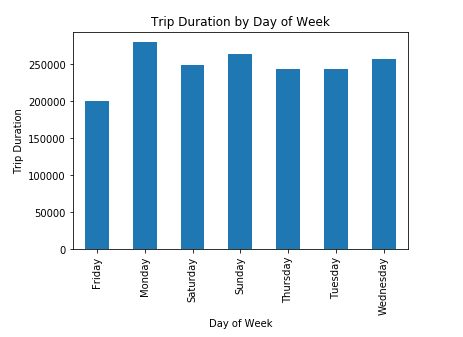 Trip Duration by Day of Week
Trip Duration
250000
200000
150000
100000
50000
0
Friday
Monday
Saturday
Sunday
Thursday
Tuesday
Wednesday
Day of Week